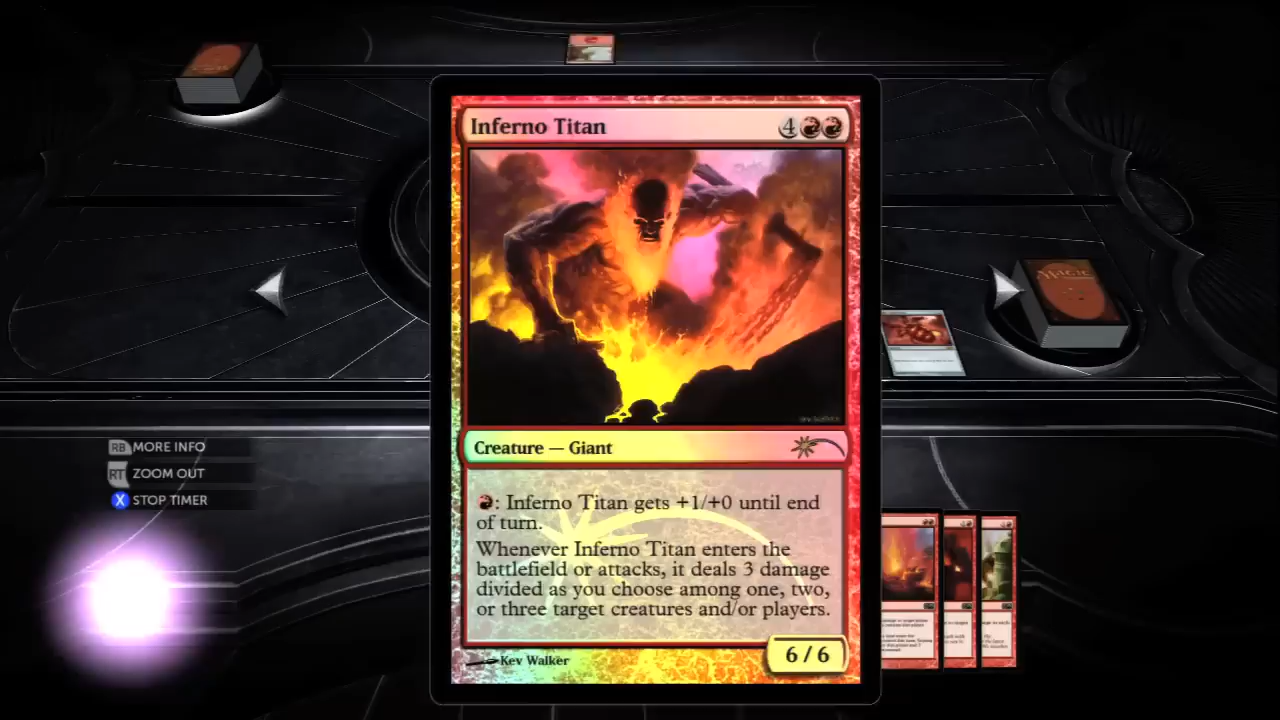 Inferno Titan 4
MAGIC
RB MORE INFO
RT ZOOM OUT
X STOP TIMER
Creature — Giant
: Inferno Titan gets +1/+0 until end
of turn.
Whenever Inferno Titan enters the
battlefield or attacks, it deals 3 damage
divided as you choose among one, two,
or three target creatures and/or players.
6 / 6
Kev Walker